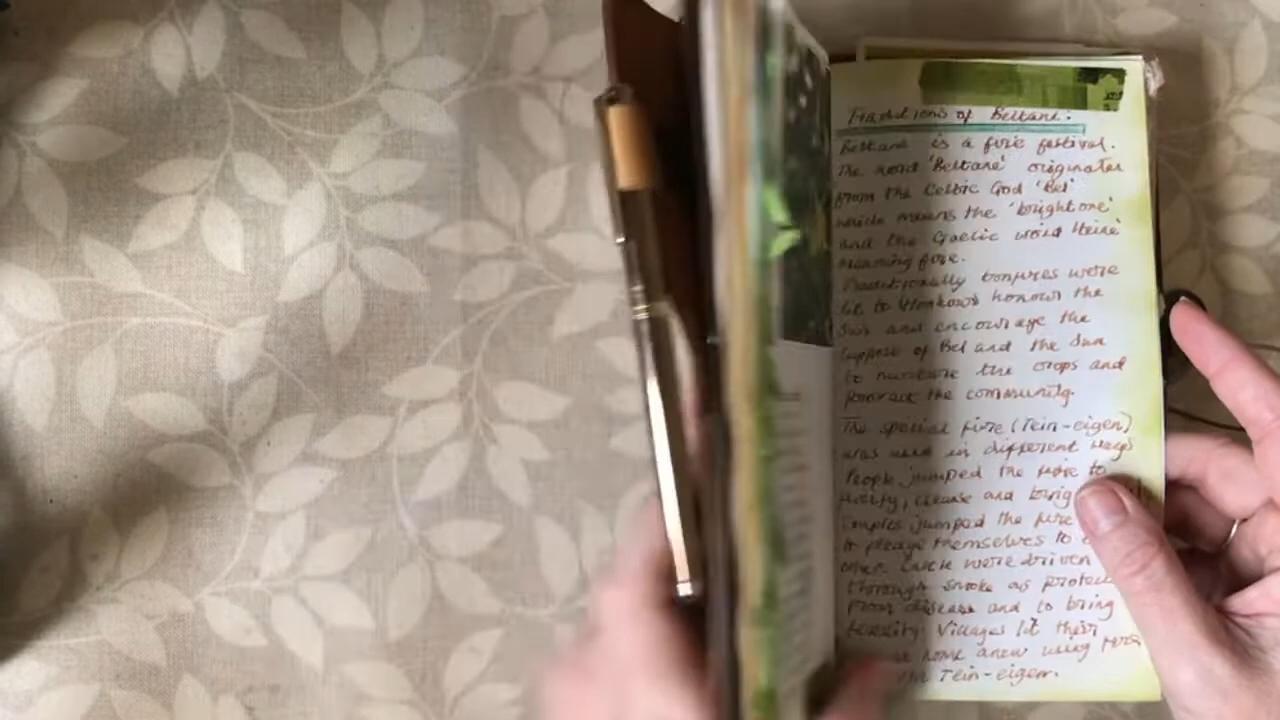 Traditions of Beltane.
Beltane is a fire festival.
The word 'Beltane' originates
from the Celtic God 'Bel'
which means the 'bright one'
and the Gaelic word
meaning fire.
Traditionally bonfires were
lit to honour the
Sun and encourage the
support of Bel and the Sun
to nurture the crops and
protect the community.
The special fire (Tein-eigen)
was used in different ways
People jumped the fire to
purify, cleanse and bring
Couples jumped the fire
to pledge themselves to
other. Cattle were driven
through smoke as
from disease and to bring
fertility. Villages lit their
home anew using
Tein-eigen.